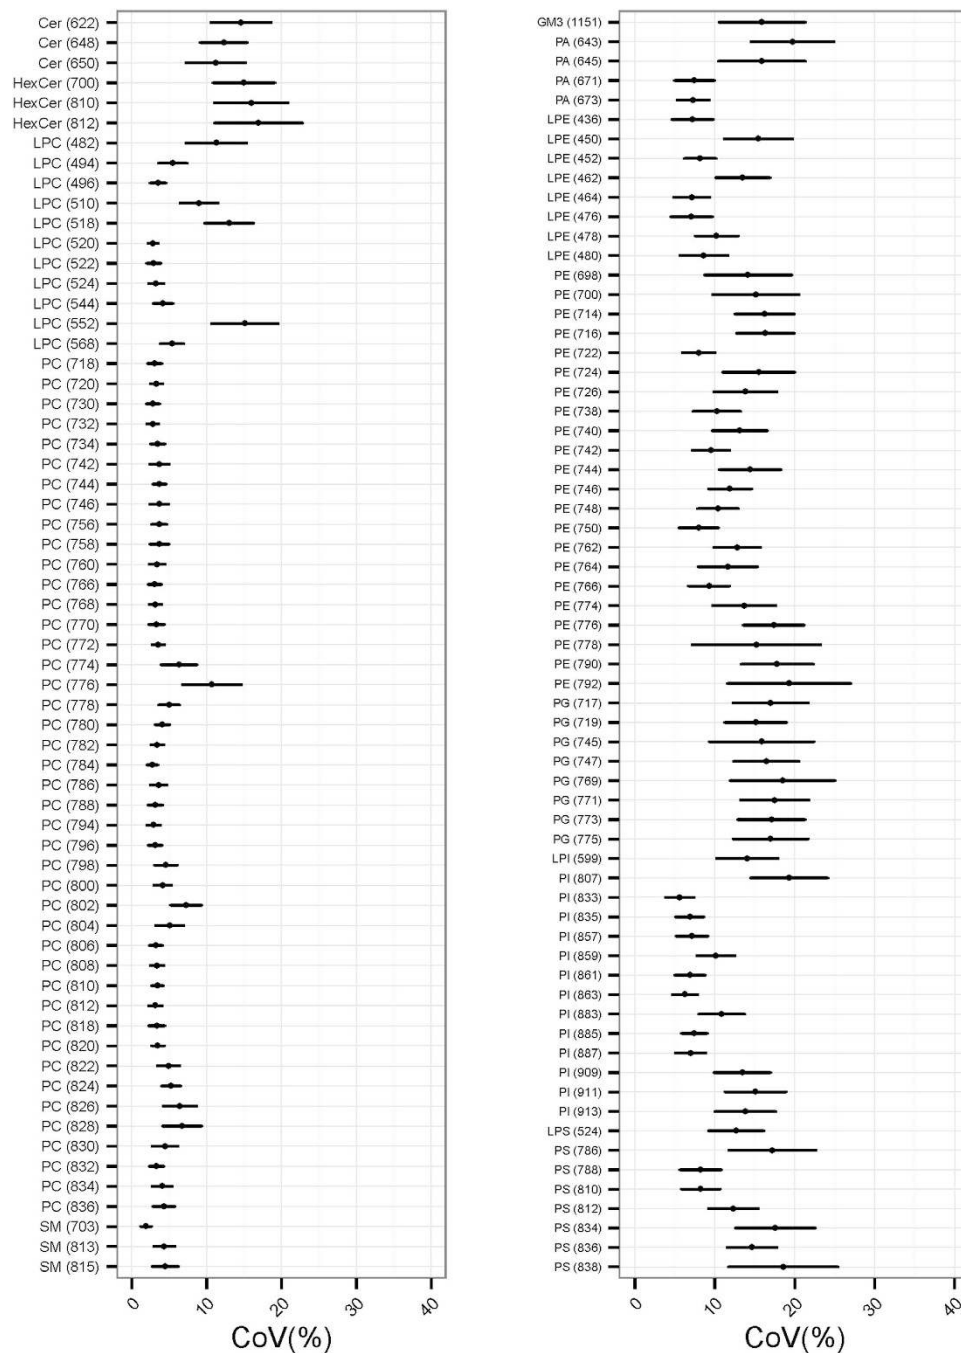 Cer (622)
Cer (648)
Cer (650)
HexCer (700)
HexCer (810)
HexCer (812)
LPC (482)
LPC (494)
LPC (496)
LPC (510)
LPC (518)
LPC (520)
LPC (522)
LPC (524)
LPC (544)
LPC (552)
LPC (568)
PC (718)
PC (720)
PC (730)
PC (732)
PC (734)
PC (742)
PC (744)
PC (746)
PC (756)
PC (758)
PC (760)
PC (766)
PC (768)
PC (770)
PC (772)
PC (774)
PC (776)
PC (778)
PC (780)
PC (782)
PC (784)
PC (786)
PC (788)
PC (794)
PC (796)
PC (798)
PC (800)
PC (802)
PC (804)
PC (806)
PC (808)
PC (810)
PC (812)
PC (818)
PC (820)
PC (822)
PC (824)
PC (826)
PC (828)
PC (830)
PC (832)
PC (834)
PC (836)
SM (703)
SM (813)
SM (815)
0 10 20 30 40
CoV(%)
GM3 (1151)
PA (643)
PA (645)
PA (671)
PA (673)
LPE (436)
LPE (450)
LPE (452)
LPE (462)
LPE (464)
LPE (476)
LPE (478)
LPE (480)
PE (698)
PE (700)
PE (714)
PE (716)
PE (722)
PE (724)
PE (726)
PE (738)
PE (740)
PE (742)
PE (744)
PE (746)
PE (748)
PE (750)
PE (762)
PE (764)
PE (766)
PE (774)
PE (776)
PE (778)
PE (790)
PE (792)
PG (717)
PG (719)
PG (745)
PG (747)
PG (769)
PG (771)
PG (773)
PG (775)
LPI (599)
PI (807)
PI (833)
PI (835)
PI (857)
PI (859)
PI (861)
PI (863)
PI (883)
PI (885)
PI (887)
PI (909)
PI (911)
PI (913)
LPS (524)
PS (786)
PS (788)
PS (810)
PS (812)
PS (834)
PS (836)
PS (838)
0 10 20 30 40
CoV(%)